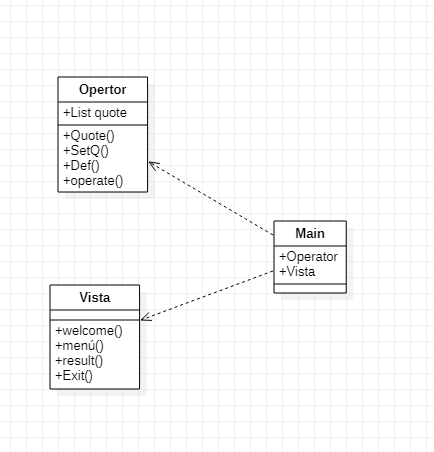 Opertor
+List quote
+Quote()
+SetQ()
+Def()
+operate()
Main
+Operator
+Vista
Vista
+welcome()
+menú()
+result()
+Exit()